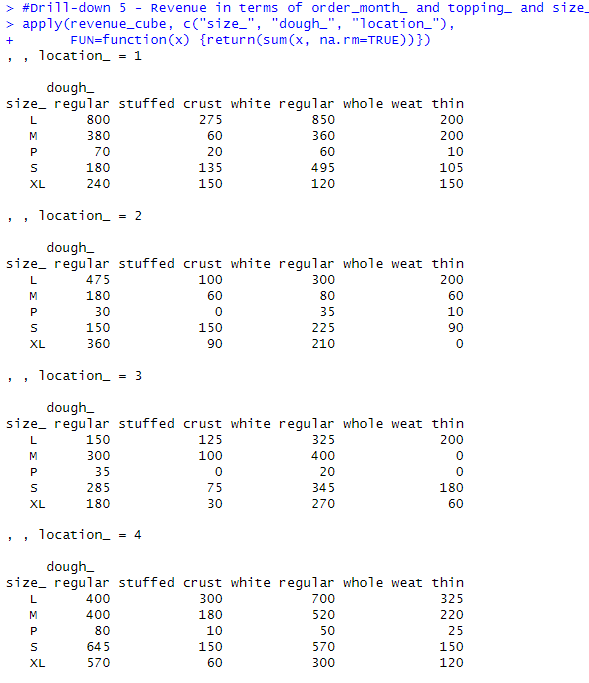 > #Drill-down 5 - Revenue in terms of order_month_ and topping_ and size_
> apply(revenue_cube, c("size_", "dough_", "location_"),
+       FUN=function(x) {return(sum(x, na.rm=TRUE))})
, , location_ = 1

     dough_
size_ regular stuffed crust white regular whole weat thin
   L      800           275           850             200
   M      380            60           360             200
   P       70            20            60              10
   S      180           135           495             105
   XL     240           150           120             150

, , location_ = 2

     dough_
size_ regular stuffed crust white regular whole weat thin
   L      475           100           300             200
   M      180            60            80              60
   P       30             0            35              10
   S      150           150           225              90
   XL     360            90           210               0

, , location_ = 3

     dough_
size_ regular stuffed crust white regular whole weat thin
   L      150           125           325             200
   M      300           100           400               0
   P       35             0            20               0
   S      285            75           345             180
   XL     180            30           270              60

, , location_ = 4

     dough_
size_ regular stuffed crust white regular whole weat thin
   L      400           300           700             325
   M      400           180           520             220
   P       80            10            50              25
   S      645           150           570             150
   XL     570            60           300             120